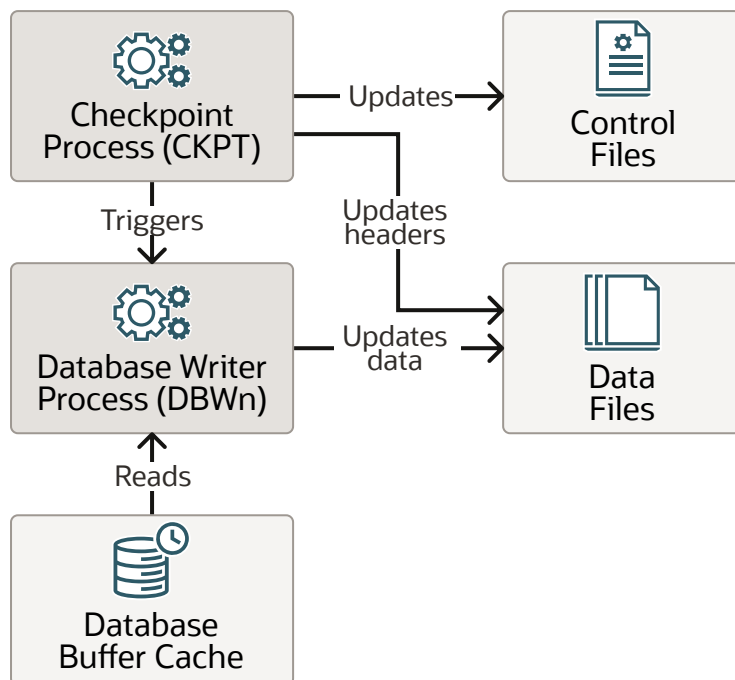 Checkpoint
Process (CKPT)
Updates
Control
Files
Triggers
Updates
headers
Database Writer
Process (DBWn)
Updates
data
Data
Files
Reads
Database
Buffer Cache